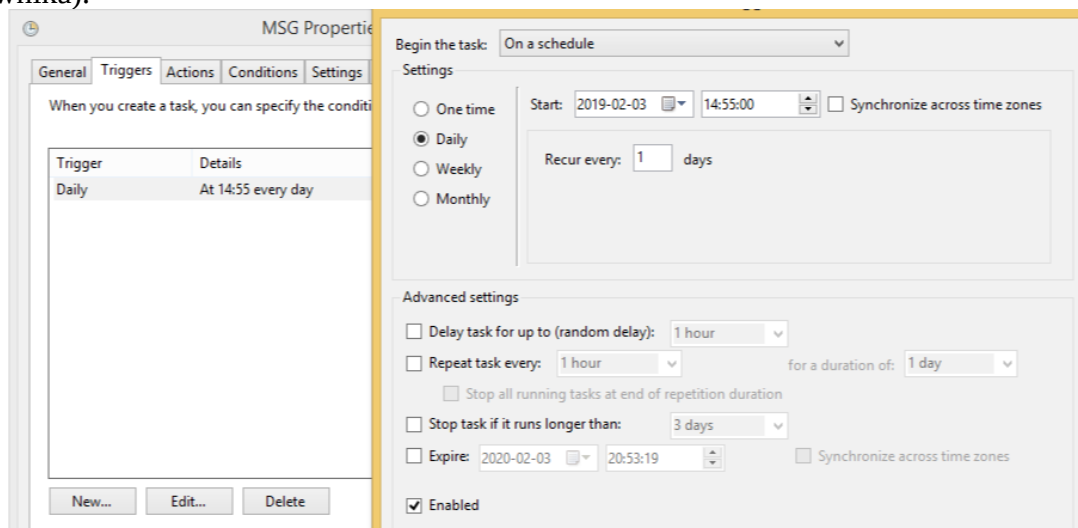 MSG Propertie
General Triggers Actions Conditions Settings
When you create a task, you can specify the conditi
Trigger Details
Daily At 14:55 every day
New... Edit... Delete
Begin the task: On a schedule
Settings
One time
Daily
Weekly
Monthly
Start: 2019-02-03 14:55:00 Synchronize across time zones
Recur every: 1 days
Advanced settings
Delay task for up to (random delay): 1 hour
Repeat task every: 1 hour for a duration of: 1 day
Stop all running tasks at end of repetition duration
Stop task if it runs longer than: 3 days
Expire: 2020-02-03 20:53:19 Synchronize across time zones
Enabled